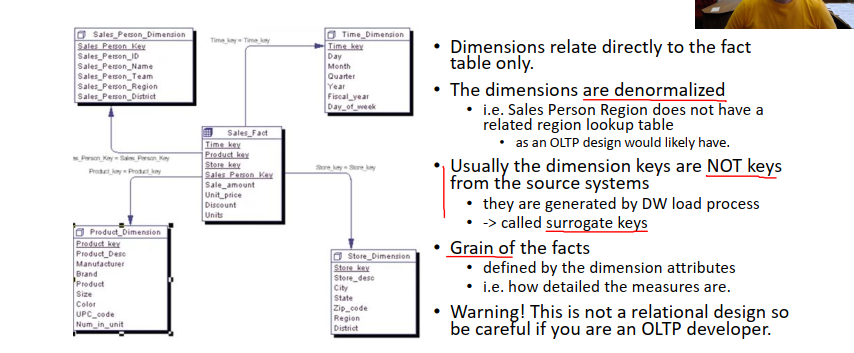 Sales_Person_Dimension
Sales_Person_Key
Sales_Person_ID
Sales_Person_Name
Sales_Person_Team
Sales_Person_Region
Sales_Person_District
Time_key = Time_key
Time_Dimension
Time_key
Day
Month
Quarter
Year
Fiscal_year
Day_of_week
Sales_Fact
Time_key
Product_key
Store_key
Sales_Person_Key
Sale_amount
Unit_price
Discount
Units
es_Person_Key = Sales_Person_Key
Product_key = Product_key
Store_key = Store_key
Product_Dimension
Product_key
Product_Desc
Manufacturer
Brand
Product
Size
Color
UPC_code
Num_in_unit
Store_Dimension
Store_key
Store_desc
City
State
Zip_code
Region
District
• Dimensions relate directly to the fact
table only.
• The dimensions are denormalized
• i.e. Sales Person Region does not have a
related region lookup table
• as an OLTP design would likely have.
• Usually the dimension keys are NOT keys
from the source systems
• they are generated by DW load process
• -> called surrogate keys
• Grain of the facts
• defined by the dimension attributes
• i.e. how detailed the measures are.
• Warning! This is not a relational design so
be careful if you are an OLTP developer.